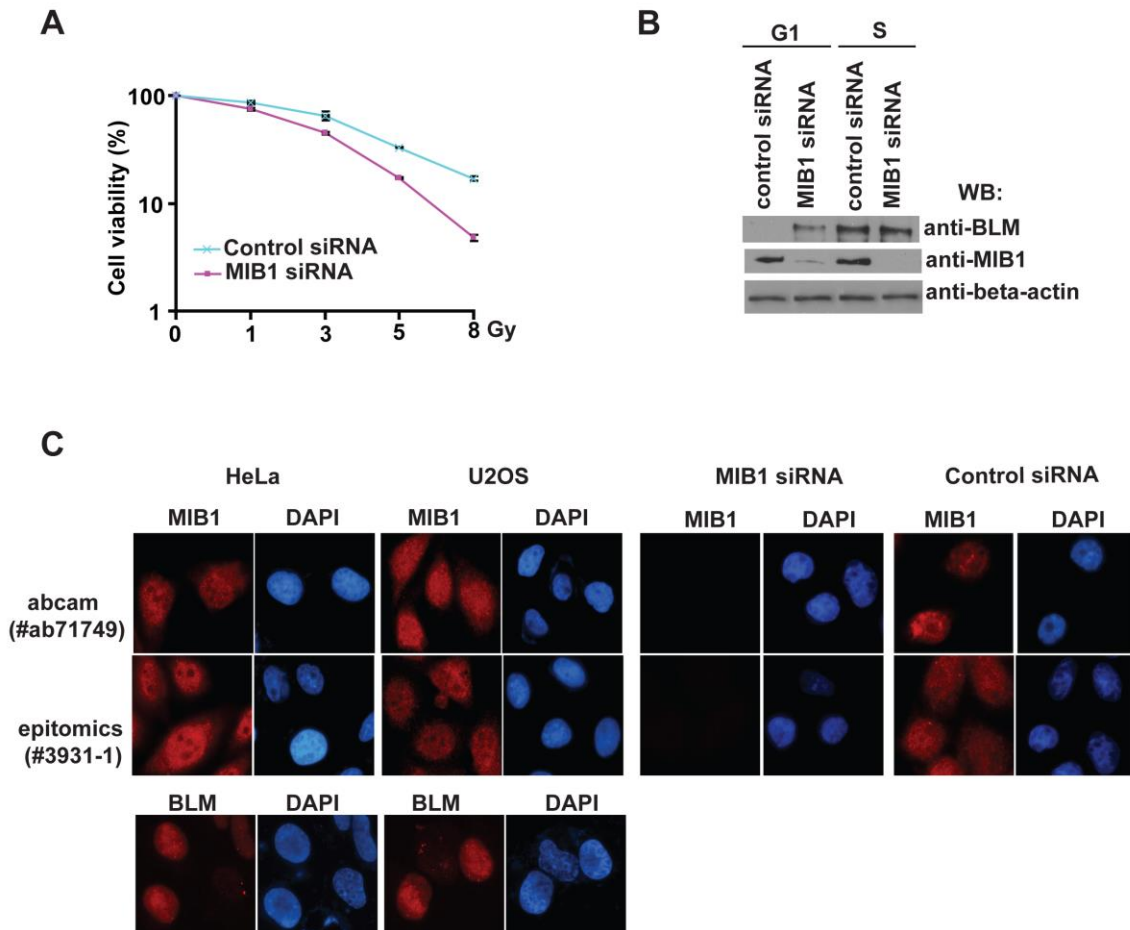 A
Cell viability (%)
100
10
1
0 1 3 5 8 Gy
Control siRNA
MIB1 siRNA
B
G1 S
control siRNA
MIB1 siRNA
control siRNA
MIB1 siRNA
WB:
anti-BLM
anti-MIB1
anti-beta-actin
C
HeLa U2OS MIB1 siRNA Control siRNA
MIB1 DAPI MIB1 DAPI MIB1 DAPI MIB1 DAPI
abcam
(#ab71749)
epitomics
(#3931-1)
BLM DAPI BLM DAPI